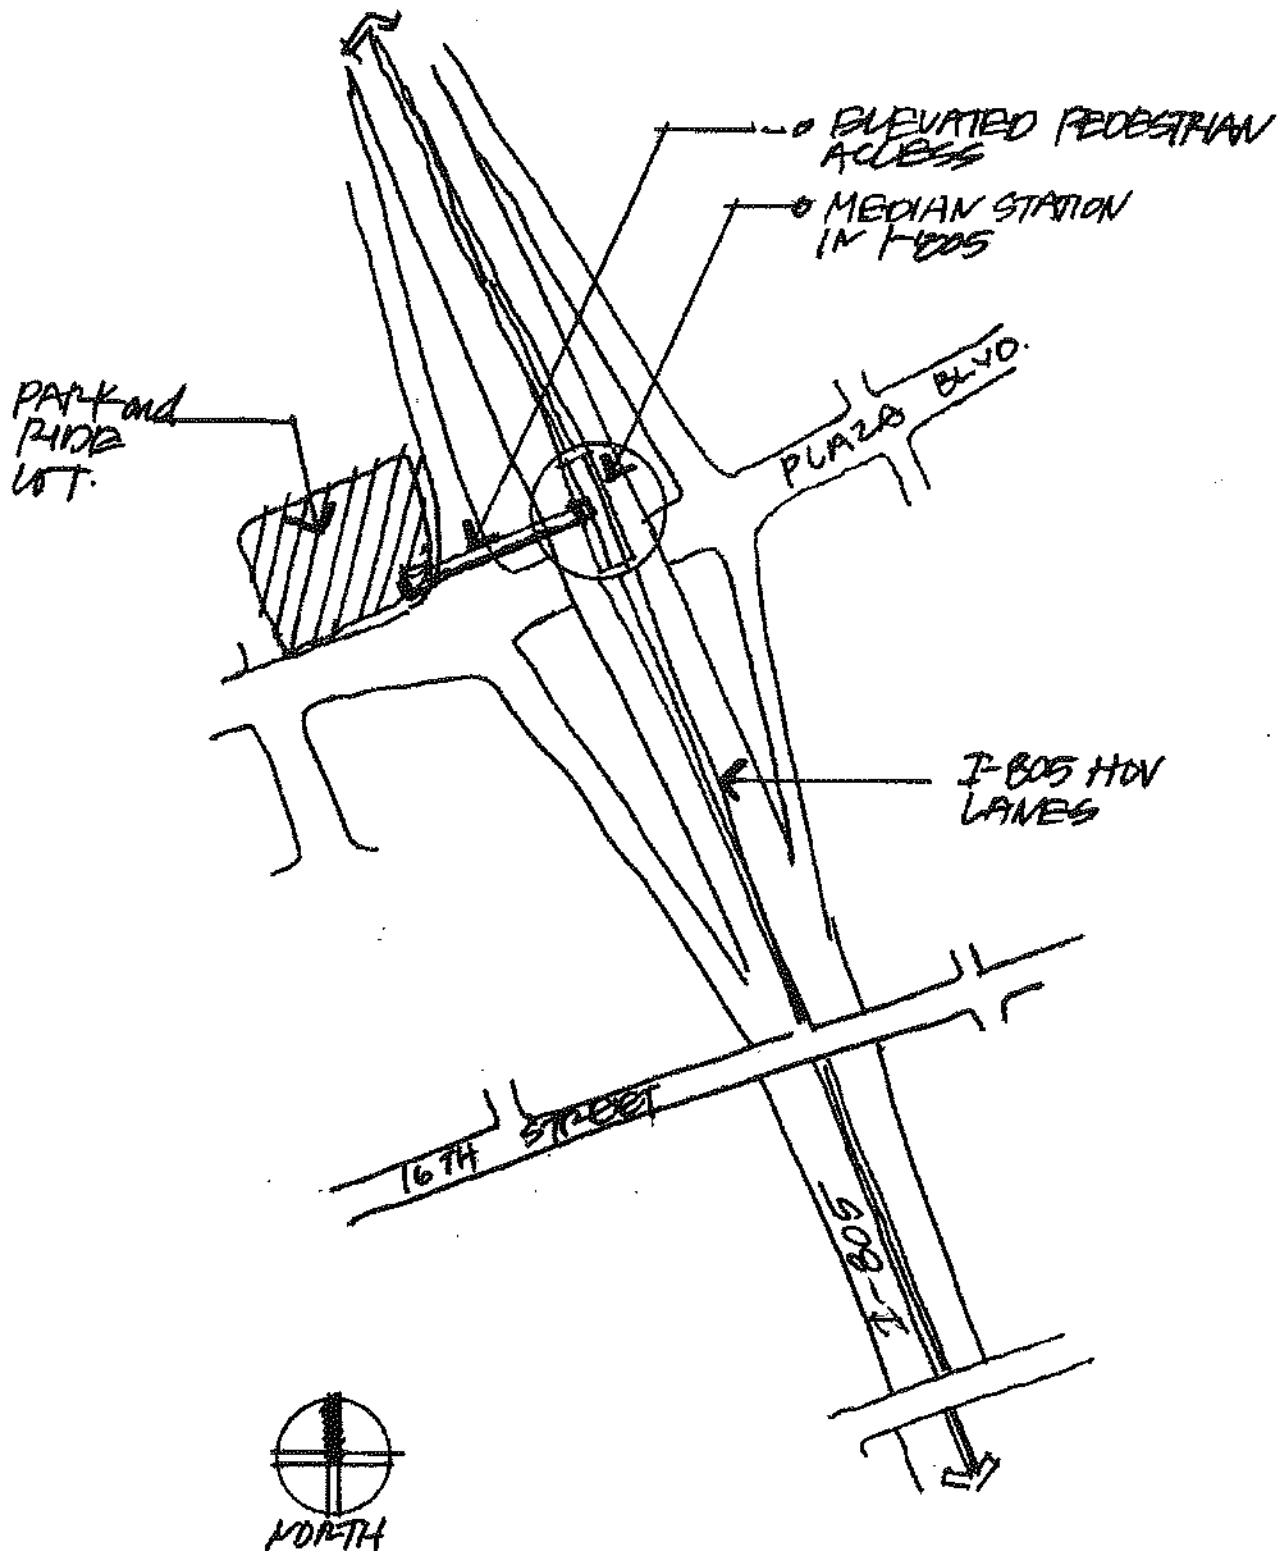 ELEVATED PEDESTRIAN
ACCESS
MEDIAN STATION
IN I-805
PLAZA BLVD.
PARK and
RIDE
LOT.
I-805 HOV
LANES
16TH STREET
I-805
NORTH